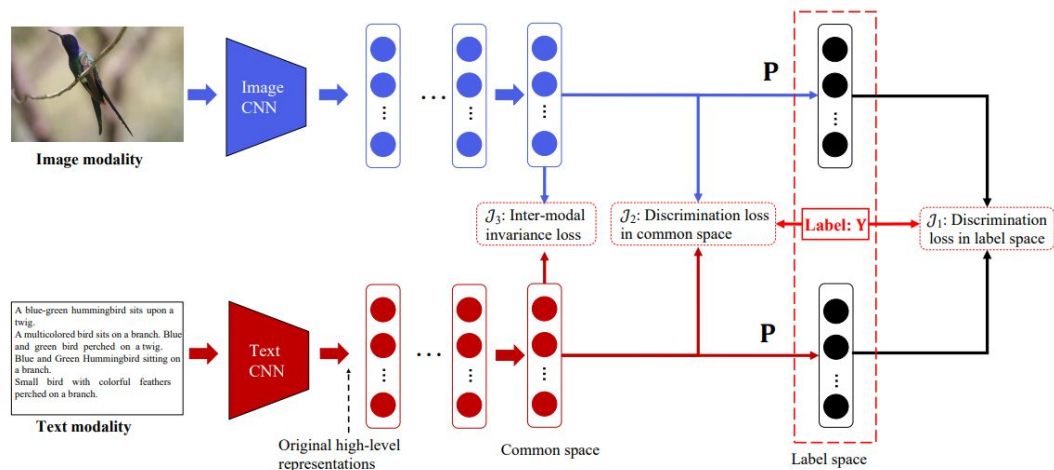 Image modality
Image
CNN
P
𝒥3: Inter-modal
invariance loss
𝒥2: Discrimination loss
in common space
Label: Y
𝒥1: Discrimination
loss in label space
A blue-green hummingbird sits upon a
twig.
A multicolored bird sits on a branch. Blue
and green bird perched on a twig.
Blue and Green Hummingbird sitting on
a branch.
Small bird with colorful feathers
perched on a branch.
Text modality
Text
CNN
P
Original high-level
representations
Common space
Label space